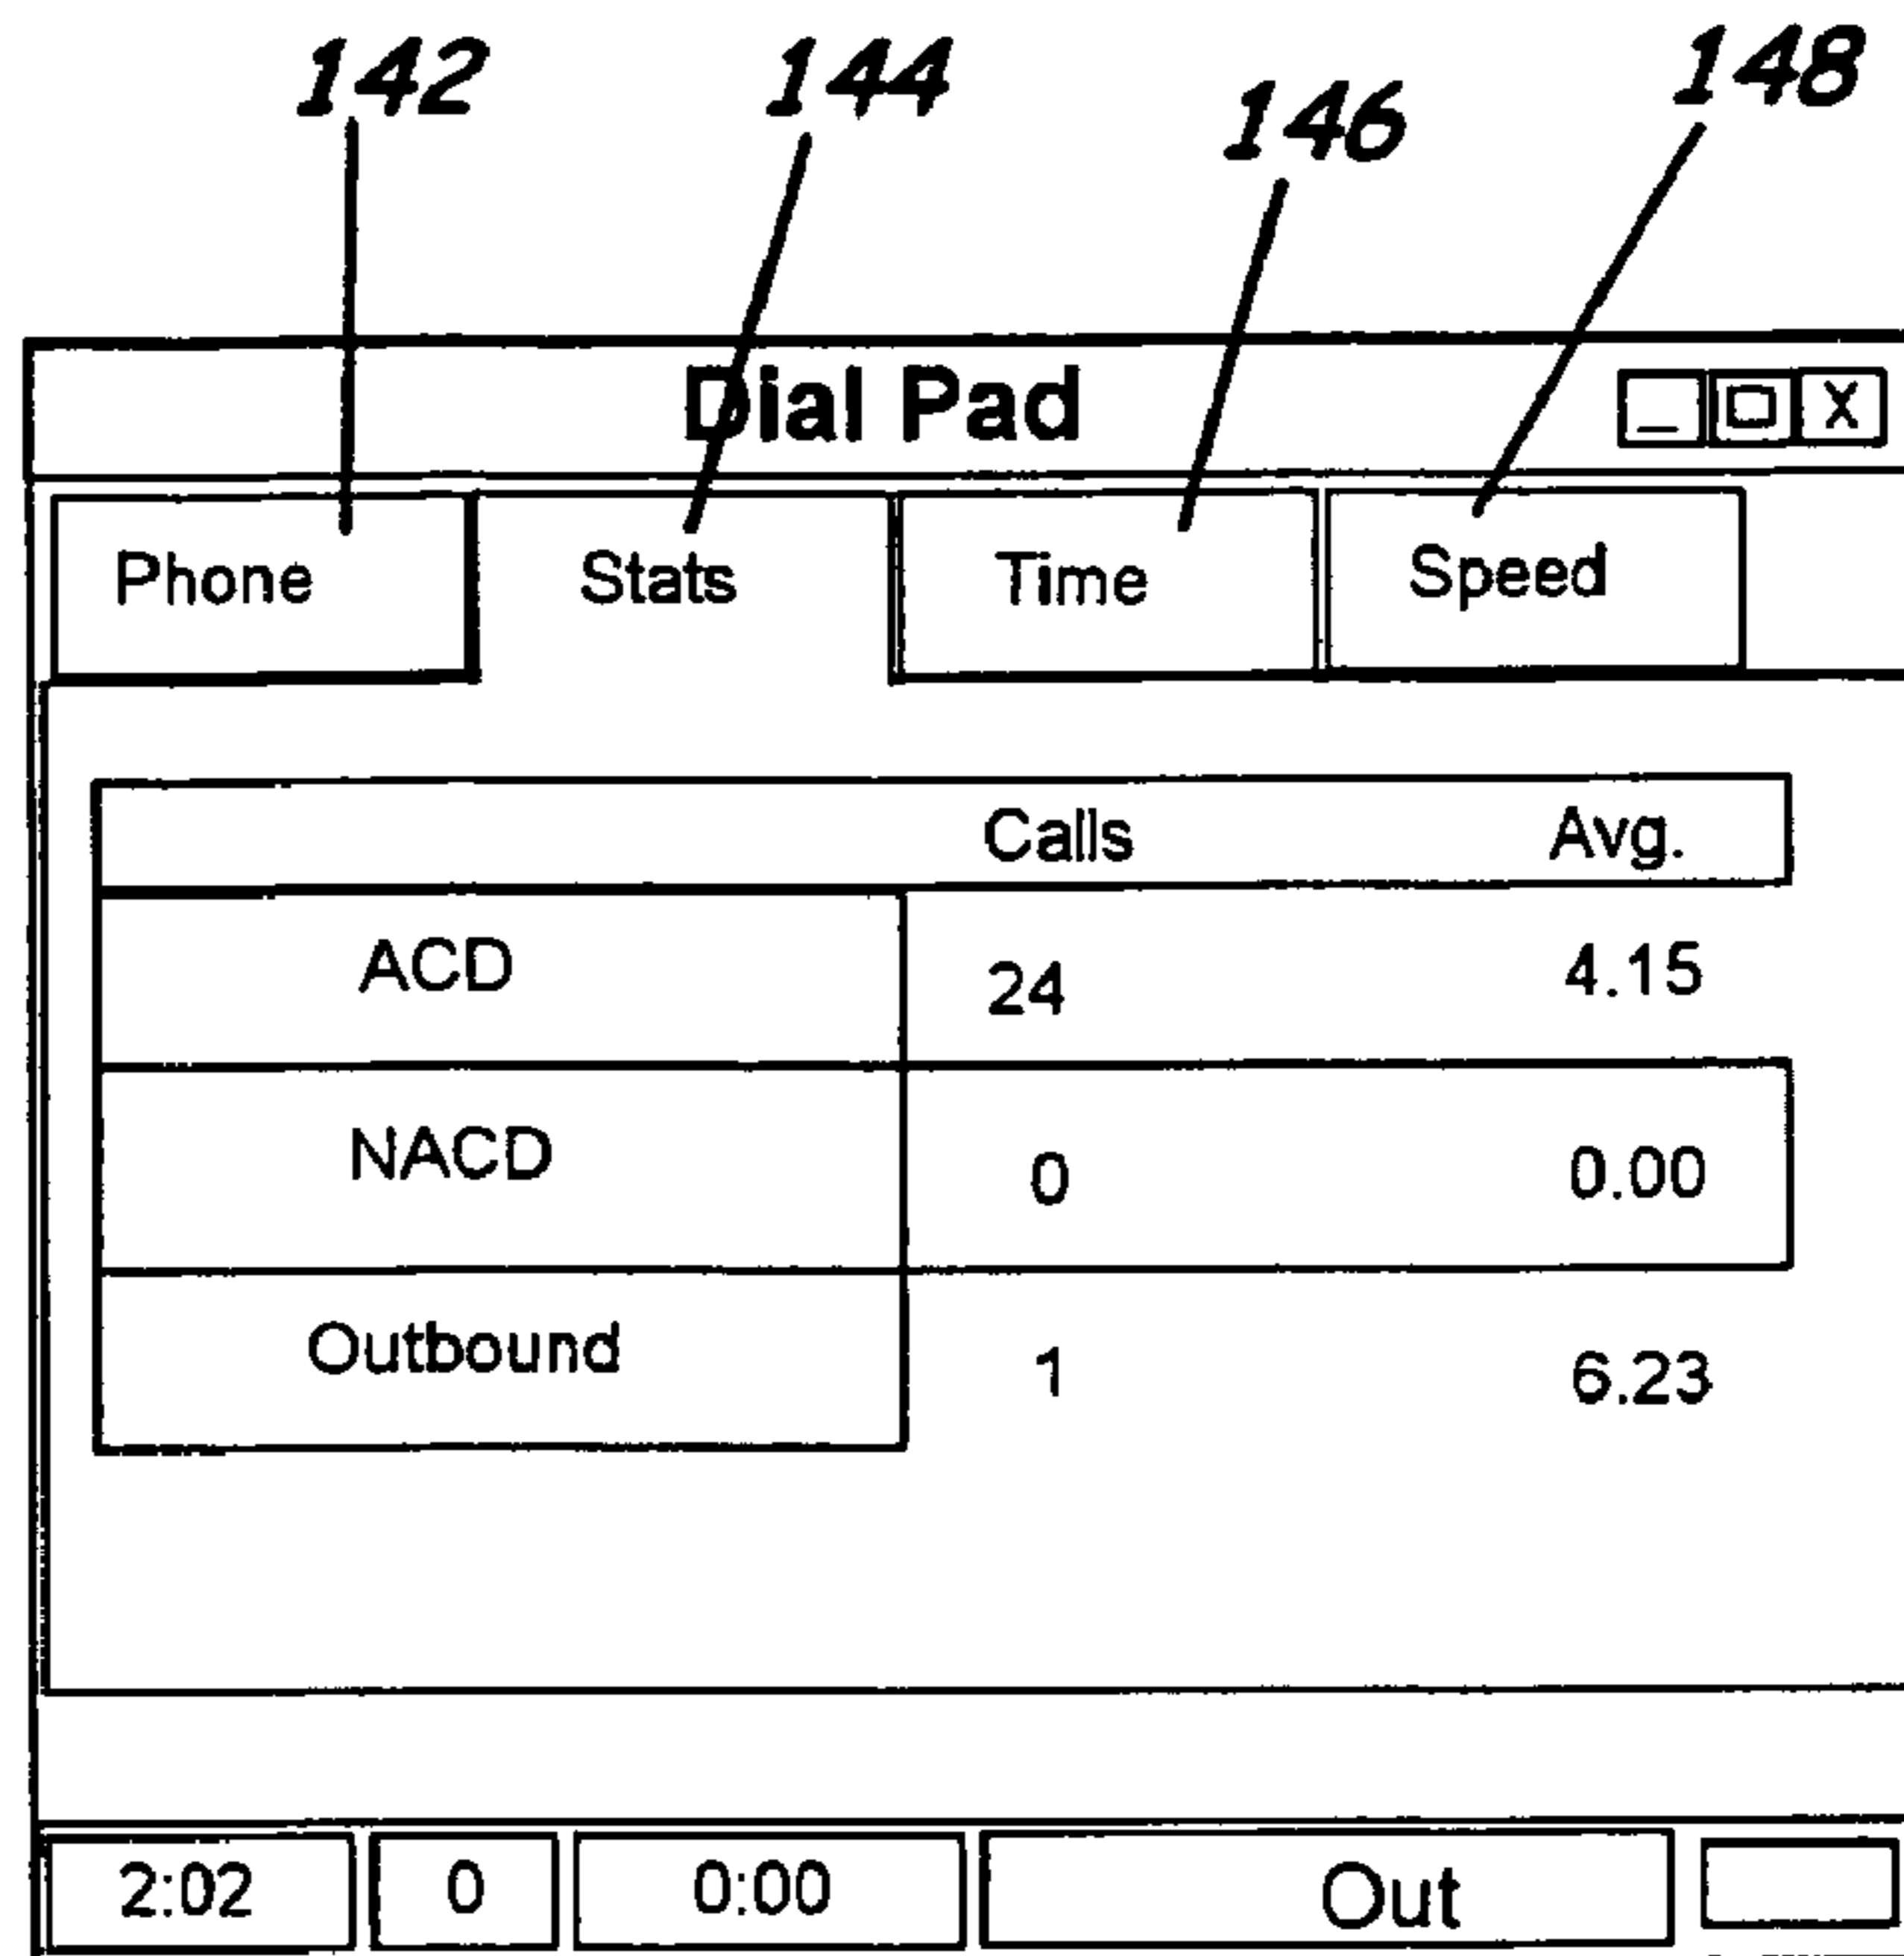 142 144 146 148
Dial Pad _ X
Phone Stats Time Speed
Calls Avg.
ACD 24 4.15
NACD 0 0.00
Outbound 1 6.23
2:02 0 0:00 Out